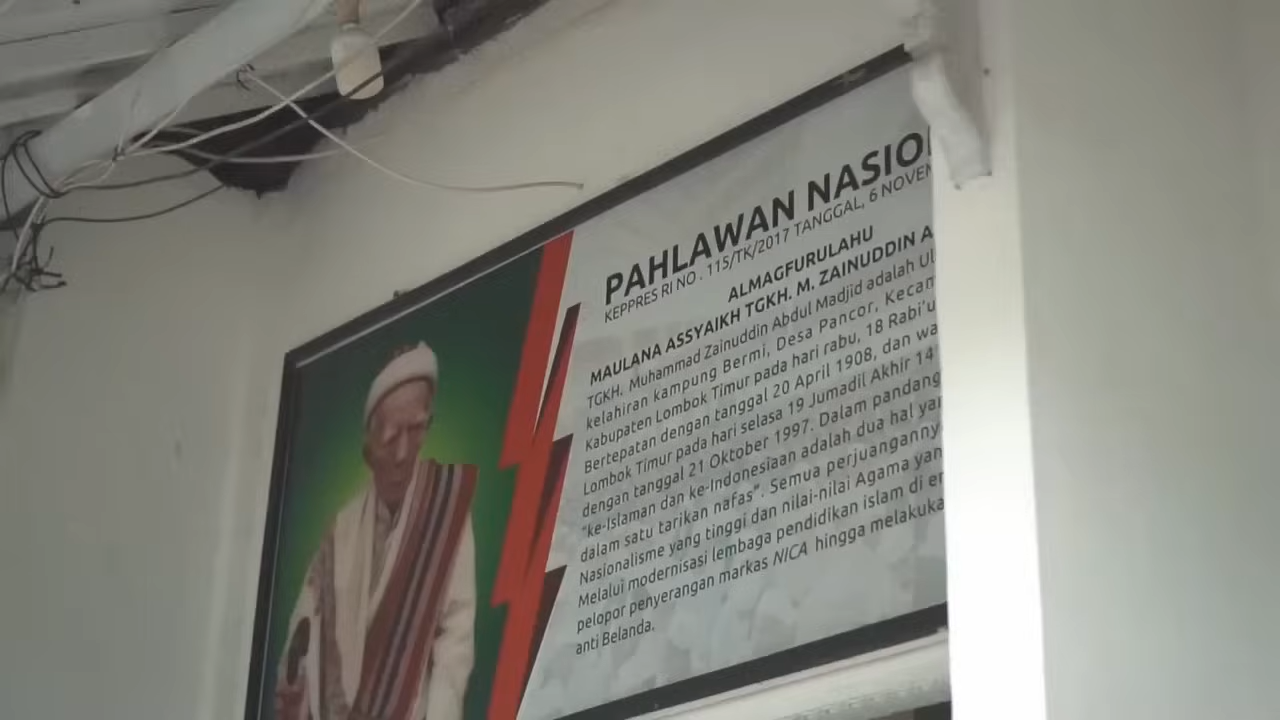 PAHLAWAN NASIO
KEPPRES RI NO . 115/TK/2017 TANGGAL, 6 NOVE
ALMAGFURULAHU
MAULANA ASSYAIKH TGKH. M. ZAINUDDIN A
TGKH. Muhammad Zainuddin Abdul Madjid adalah Ul
kelahiran kampung Bermi, Desa Pancor, Kecam
Kabupaten Lombok Timur pada hari rabu, 18 Rabi'u
Bertepatan dengan tanggal 20 April 1908, dan wa
Lombok Timur pada hari selasa 19 Jumadil Akhir 14
dengan tanggal 21 Oktober 1997. Dalam pandang
"ke-Islaman dan ke-Indonesiaan adalah dua hal yan
dalam satu tarikan nafas". Semua perjuanganny
Nasionalisme yang tinggi dan nilai-nilai Agama yan
Melalui modernisasi lembaga pendidikan islam di er
pelopor penyerangan markas NICA hingga melakuka
anti Belanda.